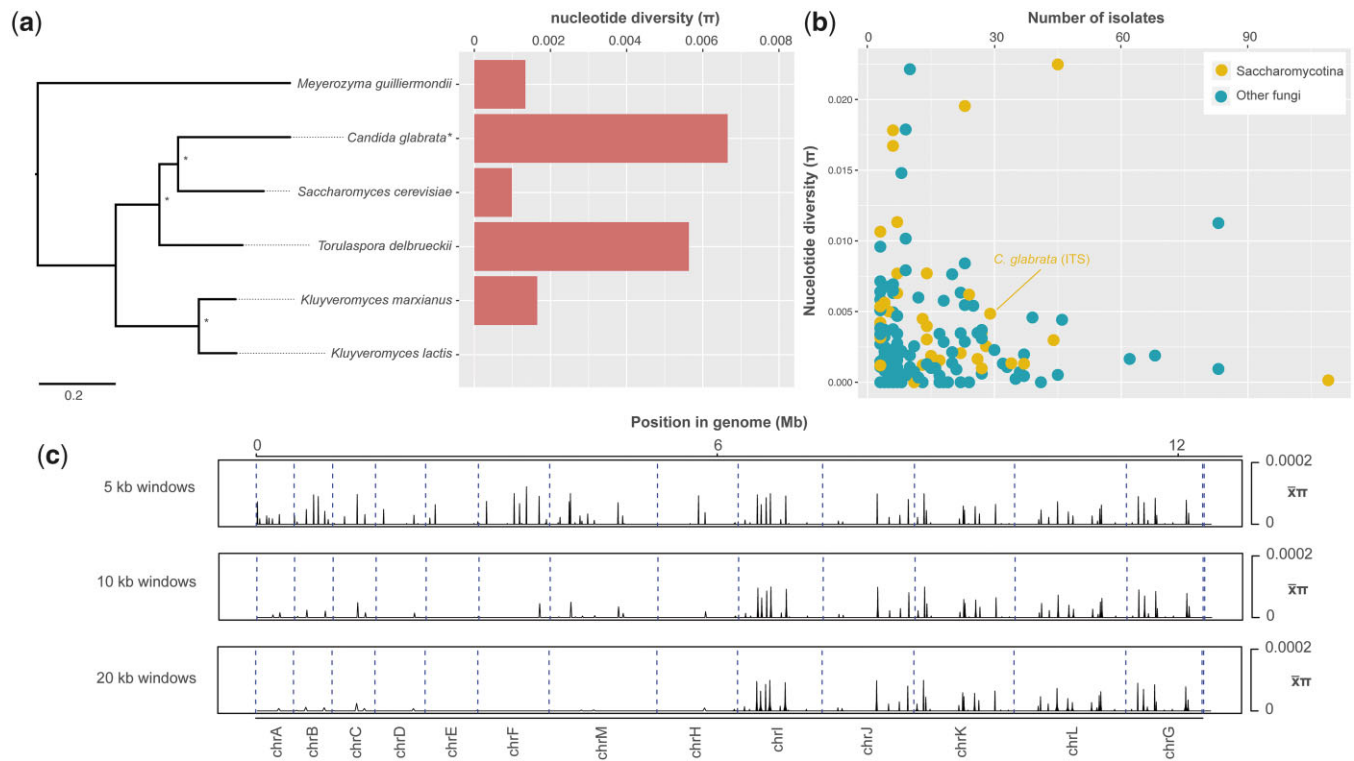 (a)
nucleotide diversity (π)
0 0.002 0.004 0.006 0.008
Meyerozyma guilliermondii
Candida glabrata*
*
Saccharomyces cerevisiae
*
Torulaspora delbrueckii
Kluyveromyces marxianus
*
Kluyveromyces lactis
0.2
(b)
Number of isolates
0 30 60 90
Saccharomycotina
Other fungi
Nucelotide diversity (π)
0.020
0.015
0.010
0.005
0.000
C. glabrata (ITS)
(c)
Position in genome (Mb)
0 6 12
5 kb windows
0.0002
x̄π
0
10 kb windows
0.0002
x̄π
0
20 kb windows
0.0002
x̄π
0
chrA chrB chrC chrD chrE chrF chrM chrH chrI chrJ chrK chrL chrG